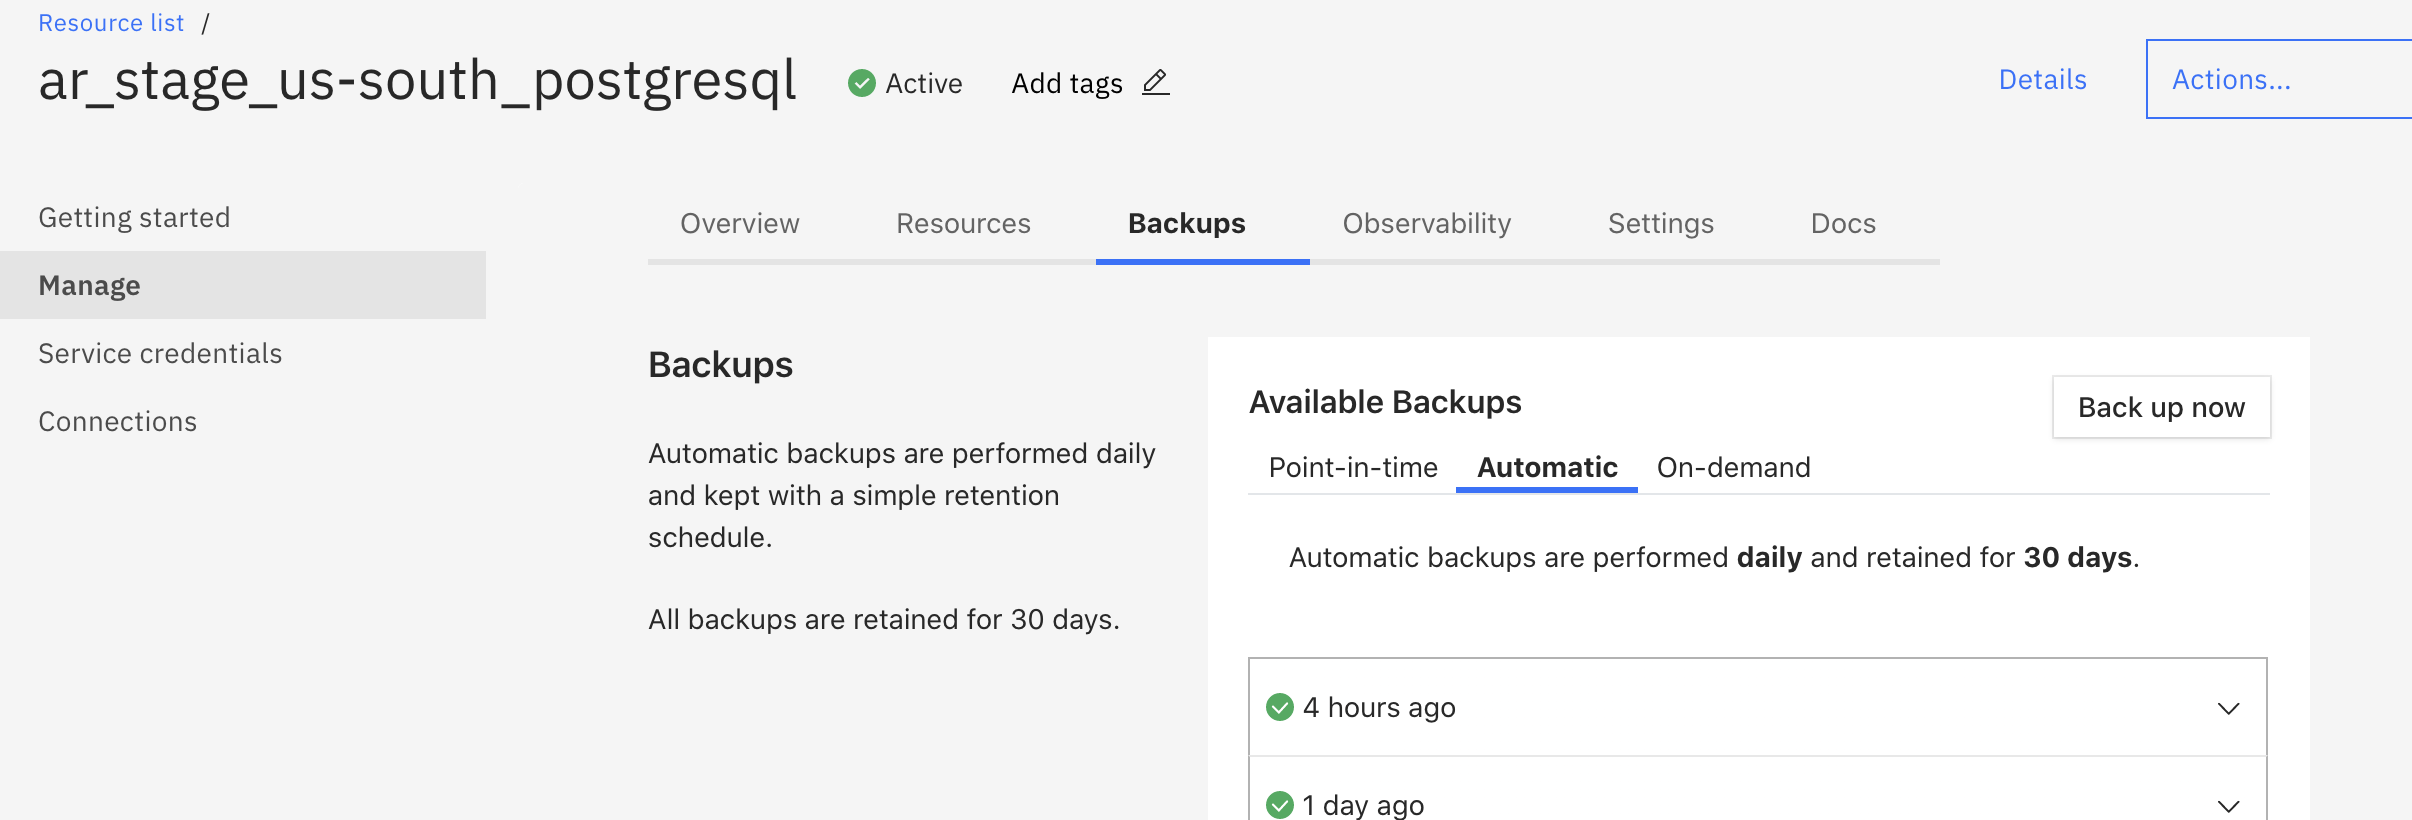 Resource list /
ar_stage_us-south_postgresql Active Add tags Details Actions...
Getting started
Manage
Service credentials
Connections
Overview Resources Backups Observability Settings Docs
Backups
Automatic backups are performed daily
and kept with a simple retention
schedule.
All backups are retained for 30 days.
Available Backups
Back up now
Point-in-time Automatic On-demand
Automatic backups are performed daily and retained for 30 days.
4 hours ago
1 day ago